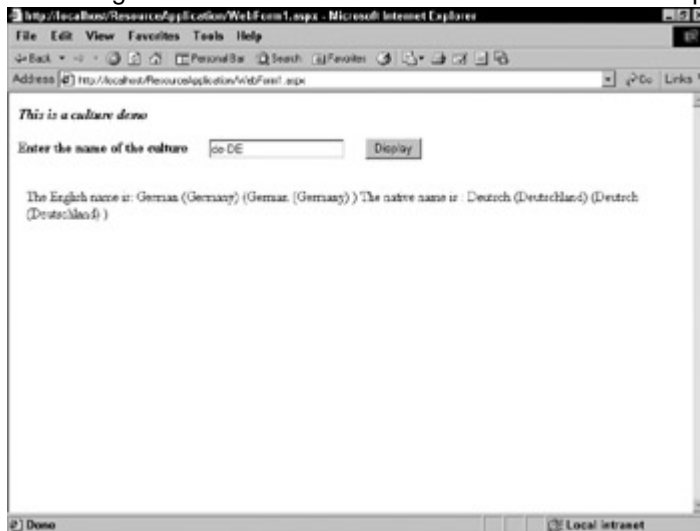 http://localhost/ResourceApplication/WebForm1.aspx - Microsoft Internet Explorer
File Edit View Favorites Tools Help
Back Personal Bar Search Favorites
Address http://localhost/ResourceApplication/WebForm1.aspx Go Links
This is a culture demo
Enter the name of the culture de-DE Display
The English name is: German (Germany) (German (Germany) ) The native name is : Deutsch (Deutschland) (Deutsch
(Deutschland) )
Done Local intranet